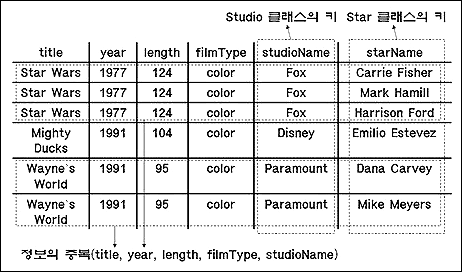 Studio 클래스의 키 Star 클래스의 키
title year length filmType studioName starName
Star Wars 1977 124 color Fox Carrie Fisher
Star Wars 1977 124 color Fox Mark Hamill
Star Wars 1977 124 color Fox Harrison Ford
Mighty Ducks 1991 104 color Disney Emilio Estevez
Wayne`s World 1991 95 color Paramount Dana Carvey
Wayne`s World 1991 95 color Paramount Mike Meyers
정보의 중복(title, year, length, filmType, studioName)